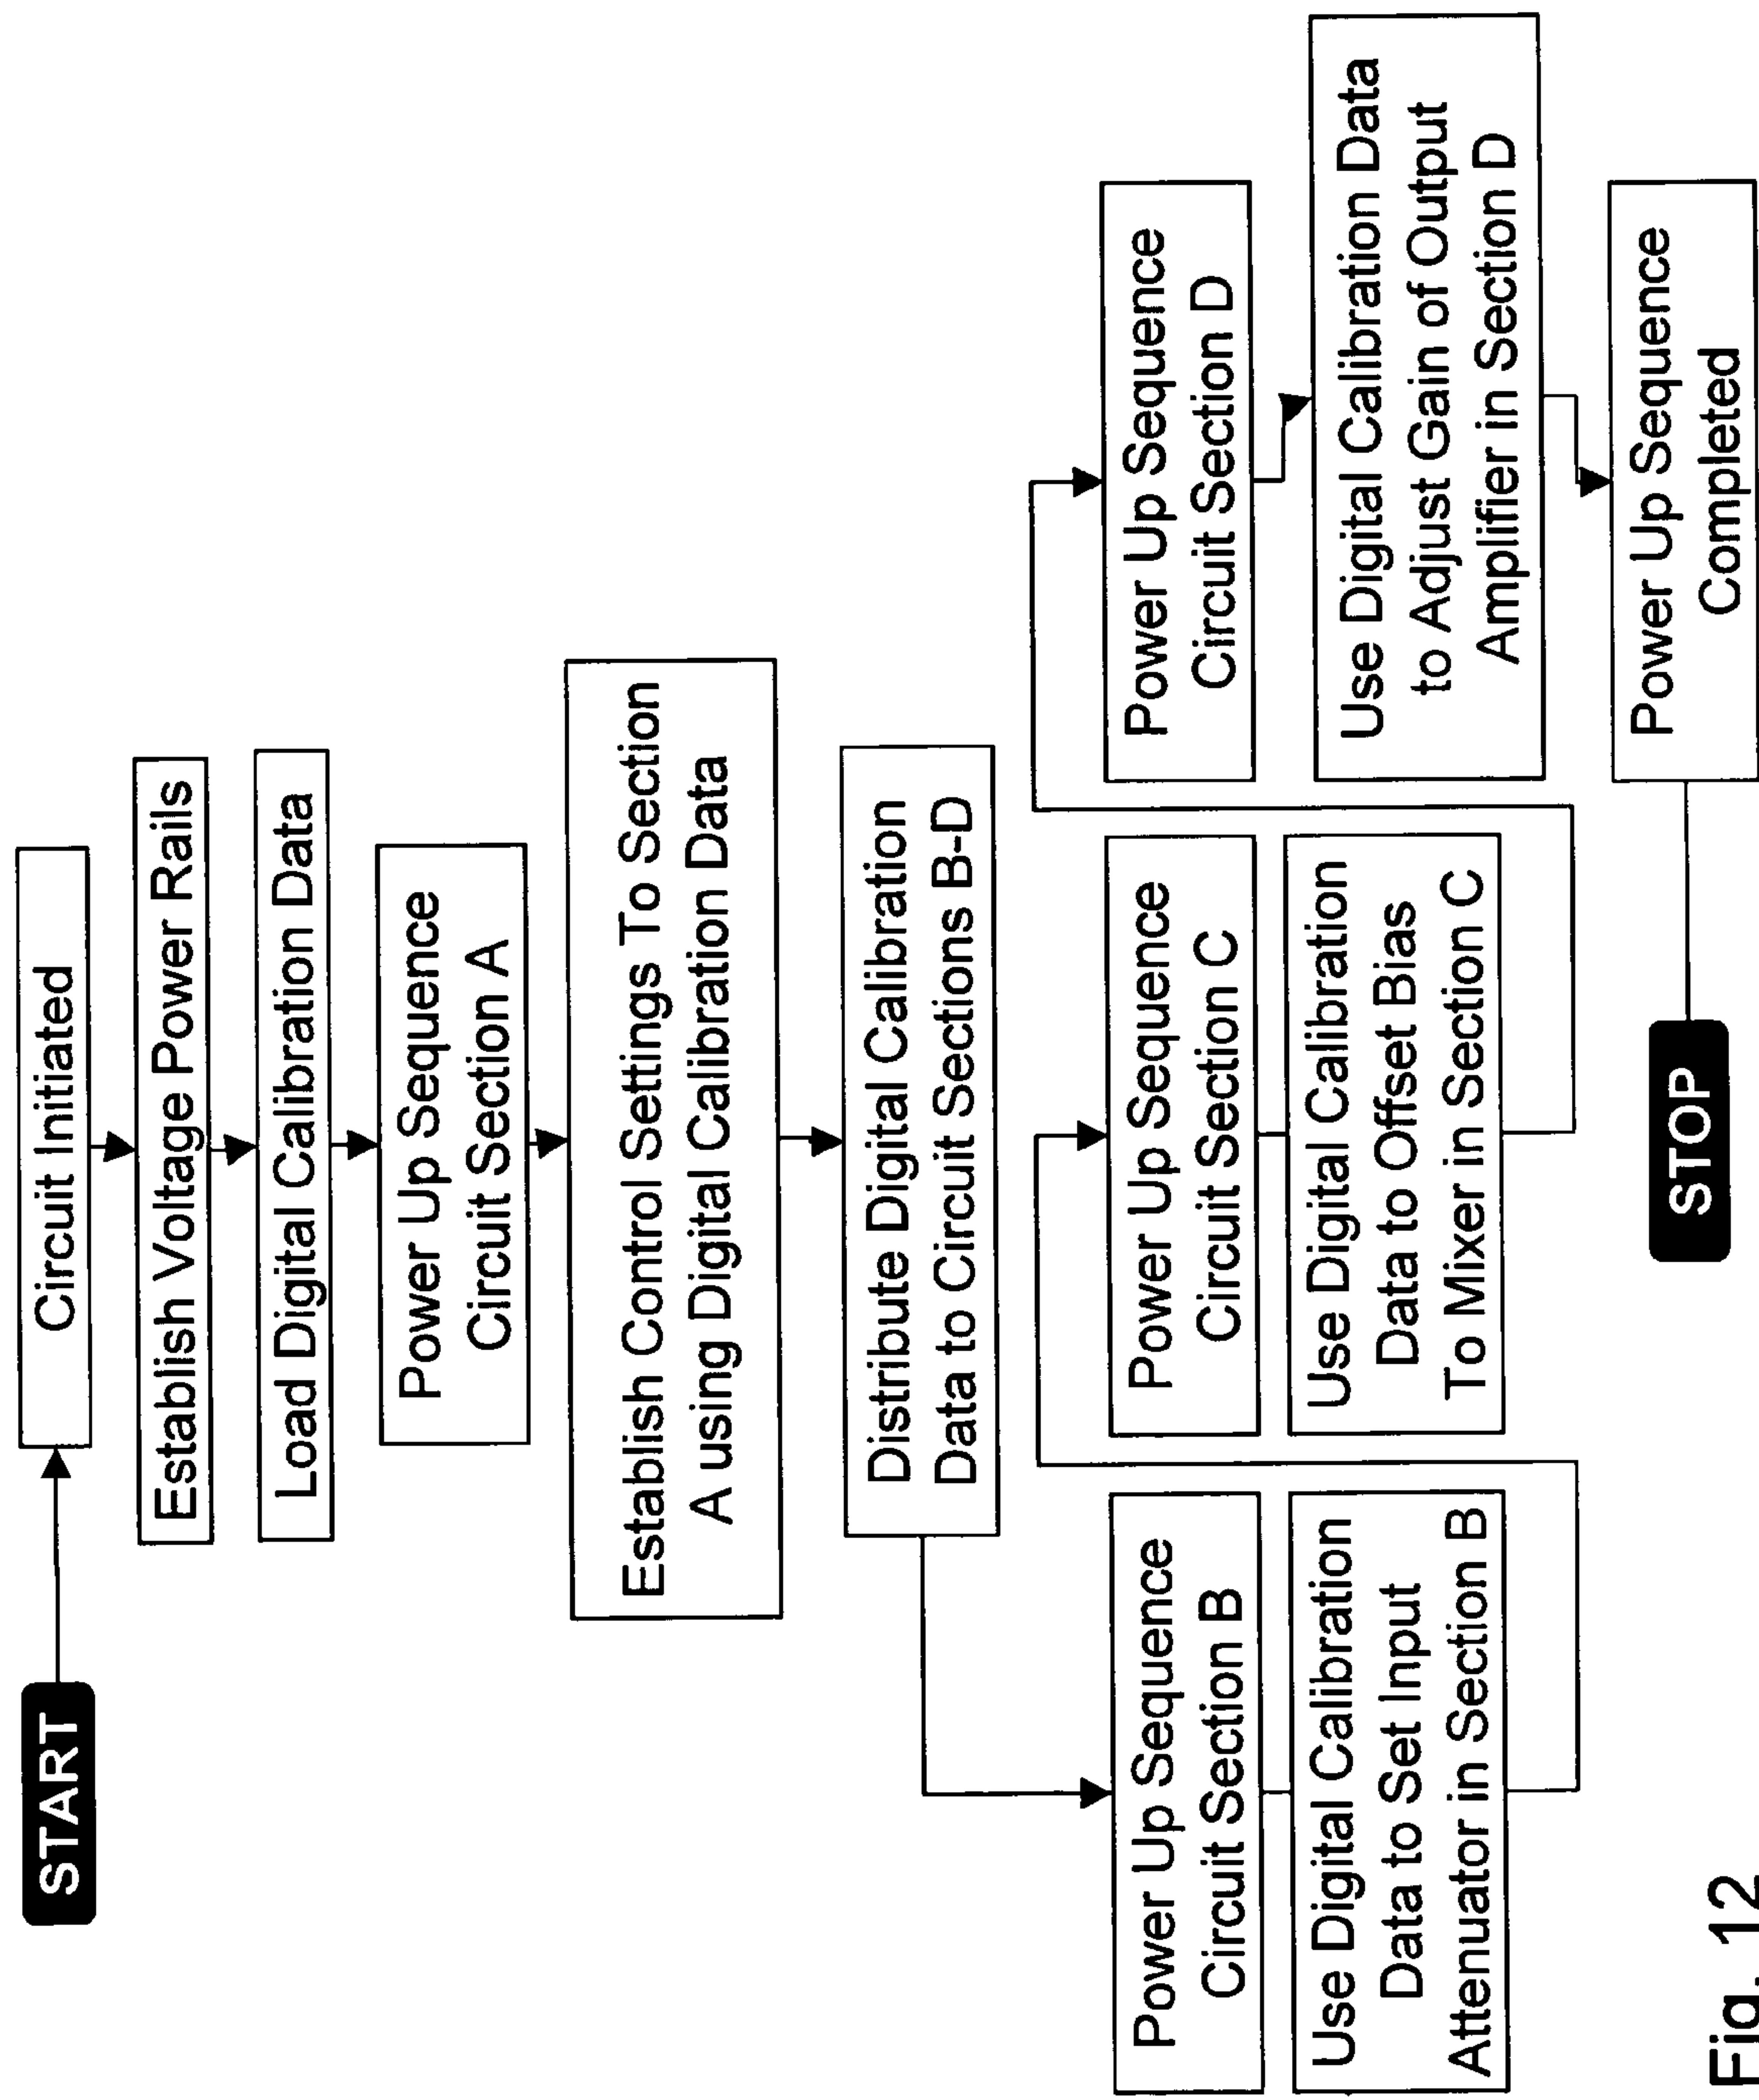 START
Circuit Initiated
Establish Voltage Power Rails
Load Digital Calibration Data
Power Up Sequence
Circuit Section A
Establish Control Settings To Section
A using Digital Calibration Data
Distribute Digital Calibration
Data to Circuit Sections B-D
Power Up Sequence
Circuit Section B
Use Digital Calibration
Data to Set Input
Attenuator in Section B
Power Up Sequence
Circuit Section C
Use Digital Calibration
Data to Offset Bias
To Mixer in Section C
Power Up Sequence
Circuit Section D
Use Digital Calibration Data
to Adjust Gain of Output
Amplifier in Section D
Power Up Sequence
Completed
STOP
Fig. 12